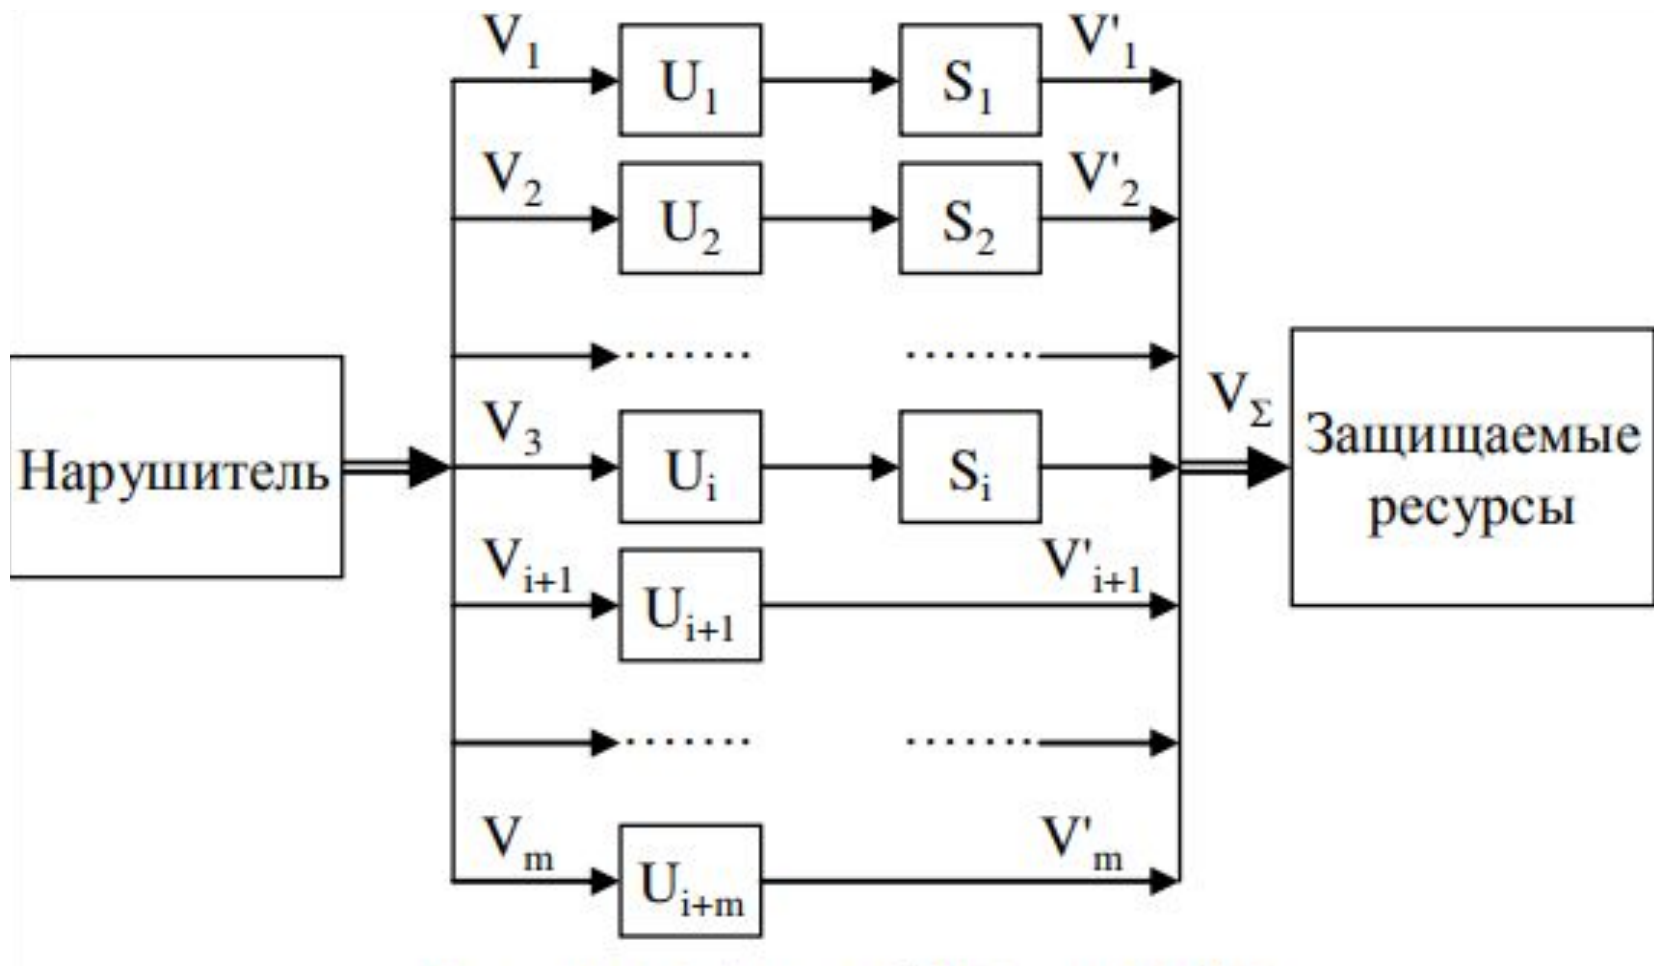 V₁ U₁ S₁ V'₁
V₂ U₂ S₂ V'₂
....... .......
Нарушитель
V₃ Uᵢ Sᵢ
V_Σ
Защищаемые
ресурсы
Vᵢ₊₁ Uᵢ₊₁ V'ᵢ₊₁
....... .......
Vₘ Uᵢ₊ₘ V'ₘ